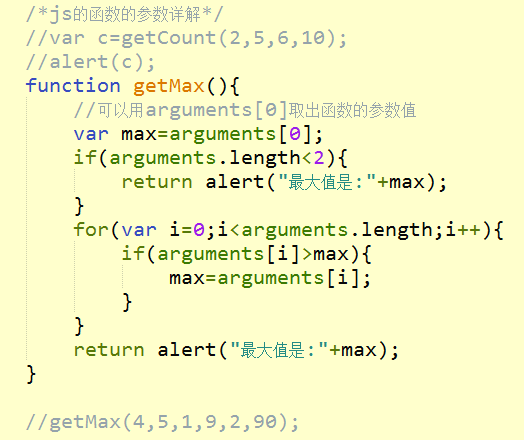 /*js的函数的参数详解*/
//var c=getCount(2,5,6,10);
//alert(c);
function getMax(){
    //可以用arguments[0]取出函数的参数值
    var max=arguments[0];
    if(arguments.length<2){
        return alert("最大值是:"+max);
    }
    for(var i=0;i<arguments.length;i++){
        if(arguments[i]>max){
            max=arguments[i];
        }
    }
    return alert("最大值是:"+max);
}
//getMax(4,5,1,9,2,90);